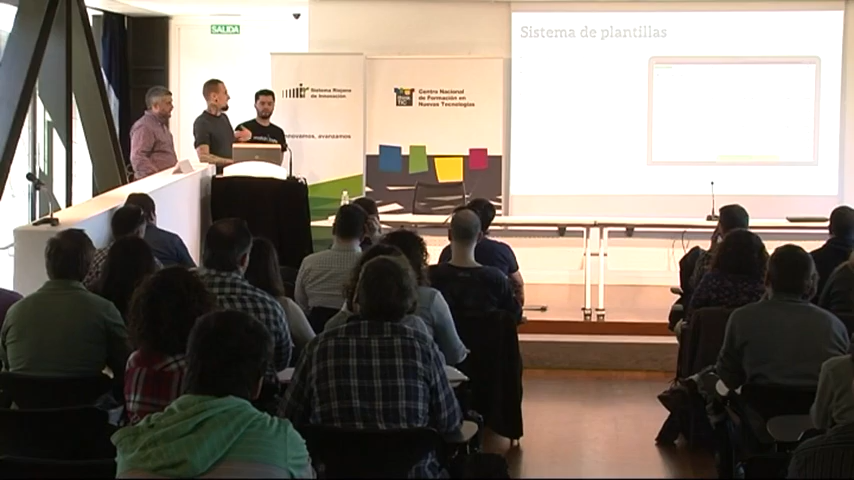 SALIDA
Sistema de plantillas
Sistema Riojano
de Innovación
Centro Nacional
de Formación en
Nuevas Tecnologías
innovamos, avanzamos